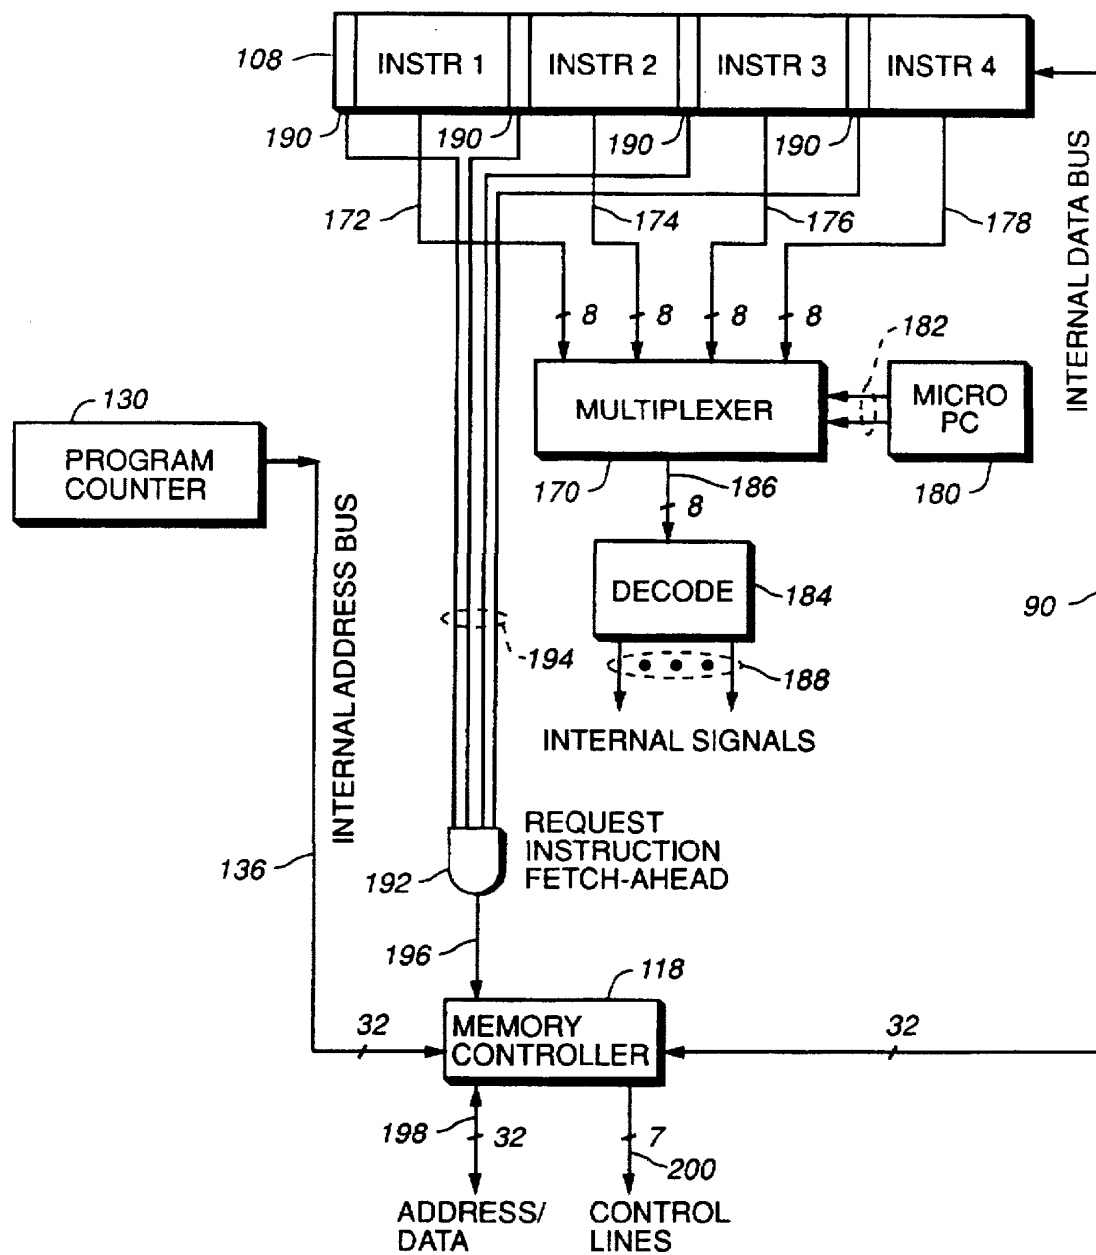 108
INSTR 1
INSTR 2
INSTR 3
INSTR 4
190
190
190
190
172
174
176
178
INTERNAL DATA BUS
8
8
8
8
182
MULTIPLEXER
MICRO
PC
130
PROGRAM
COUNTER
170
186
180
8
DECODE
184
90
INTERNAL ADDRESS BUS
194
188
INTERNAL SIGNALS
REQUEST
INSTRUCTION
FETCH-AHEAD
136
192
196
118
32
MEMORY
CONTROLLER
32
198
32
7
200
ADDRESS/
DATA
CONTROL
LINES